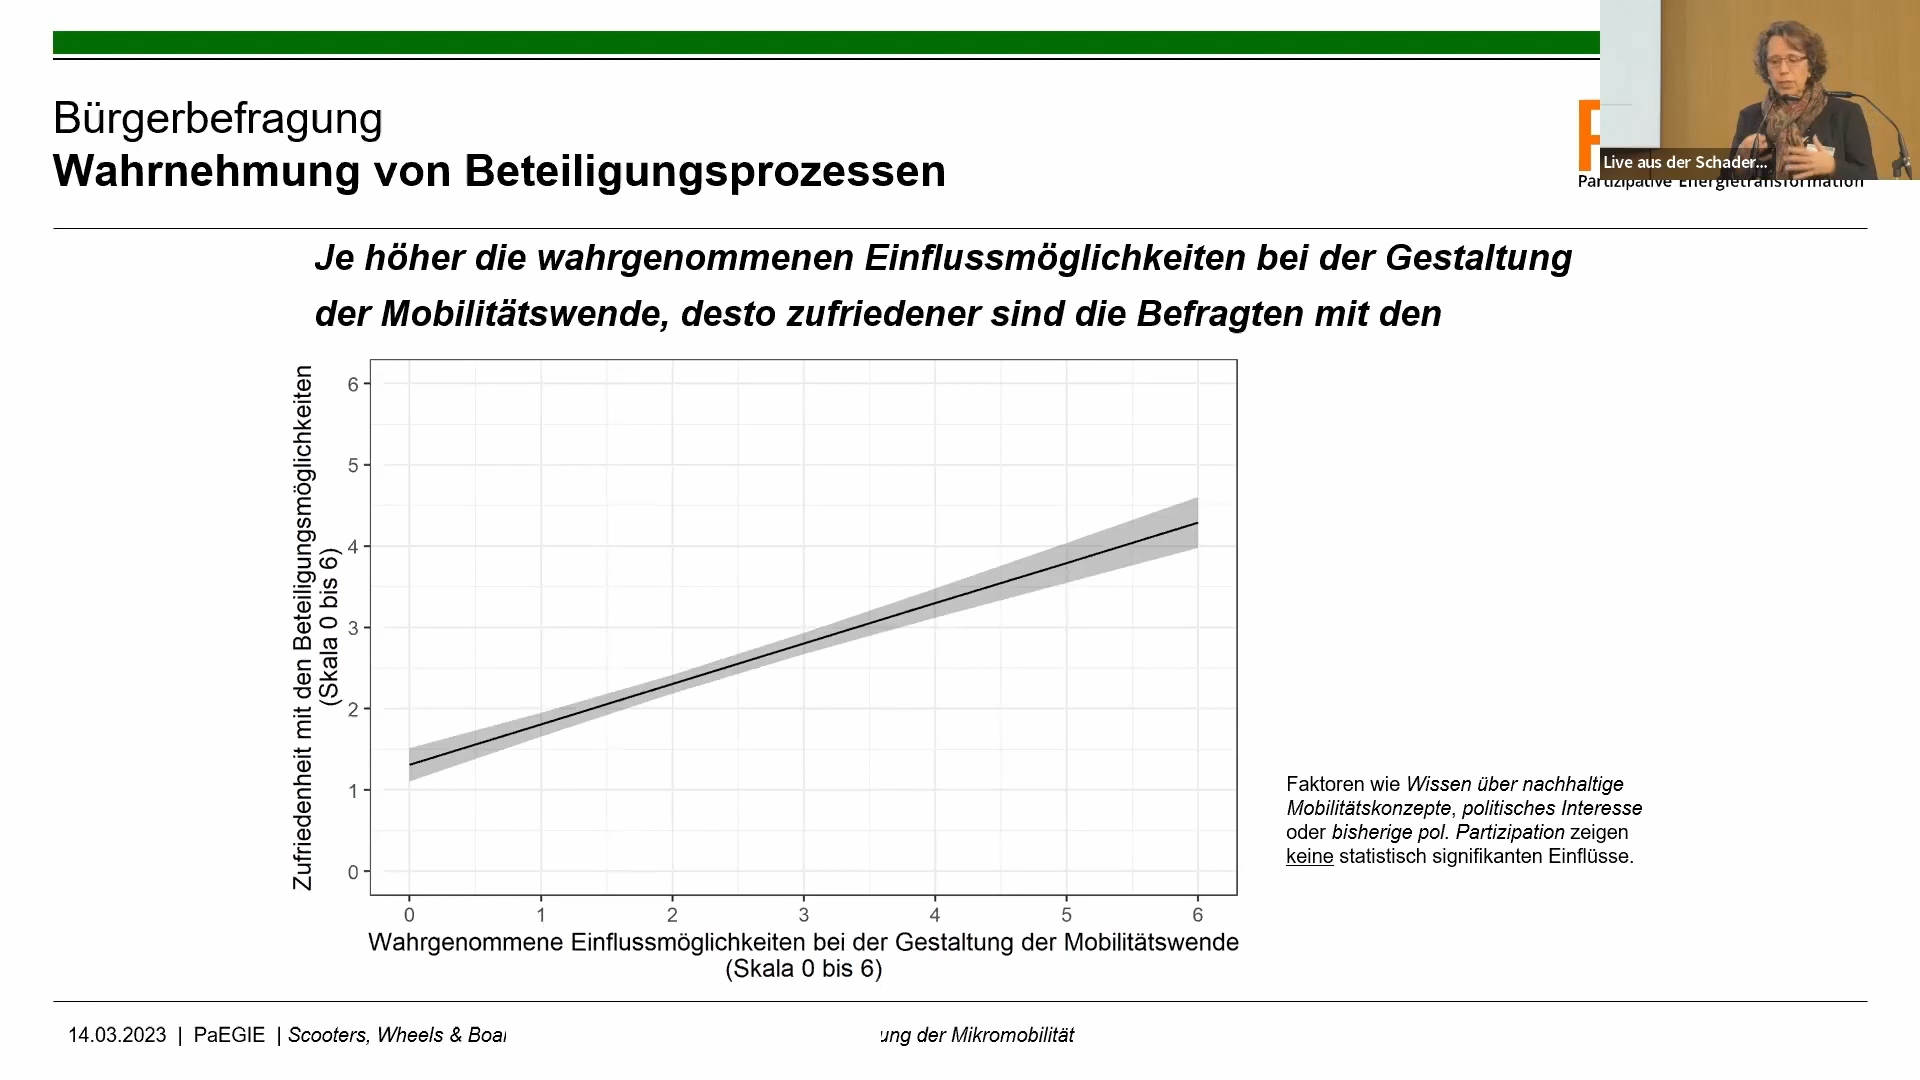 Bürgerbefragung
Wahrnehmung von Beteiligungsprozessen
Live aus der Schader...
Partizipative Energietransformation
Je höher die wahrgenommenen Einflussmöglichkeiten bei der Gestaltung
der Mobilitätswende, desto zufriedener sind die Befragten mit den
Zufriedenheit mit den Beteiligungsmöglichkeiten
(Skala 0 bis 6)
6
5
4
3
2
1
0
0 1 2 3 4 5 6
Wahrgenommene Einflussmöglichkeiten bei der Gestaltung der Mobilitätswende
(Skala 0 bis 6)
Faktoren wie Wissen über nachhaltige
Mobilitätskonzepte, politisches Interesse
oder bisherige pol. Partizipation zeigen
keine statistisch signifikanten Einflüsse.
14.03.2023 | PaEGIE | Scooters, Wheels & Boar ung der Mikromobilität